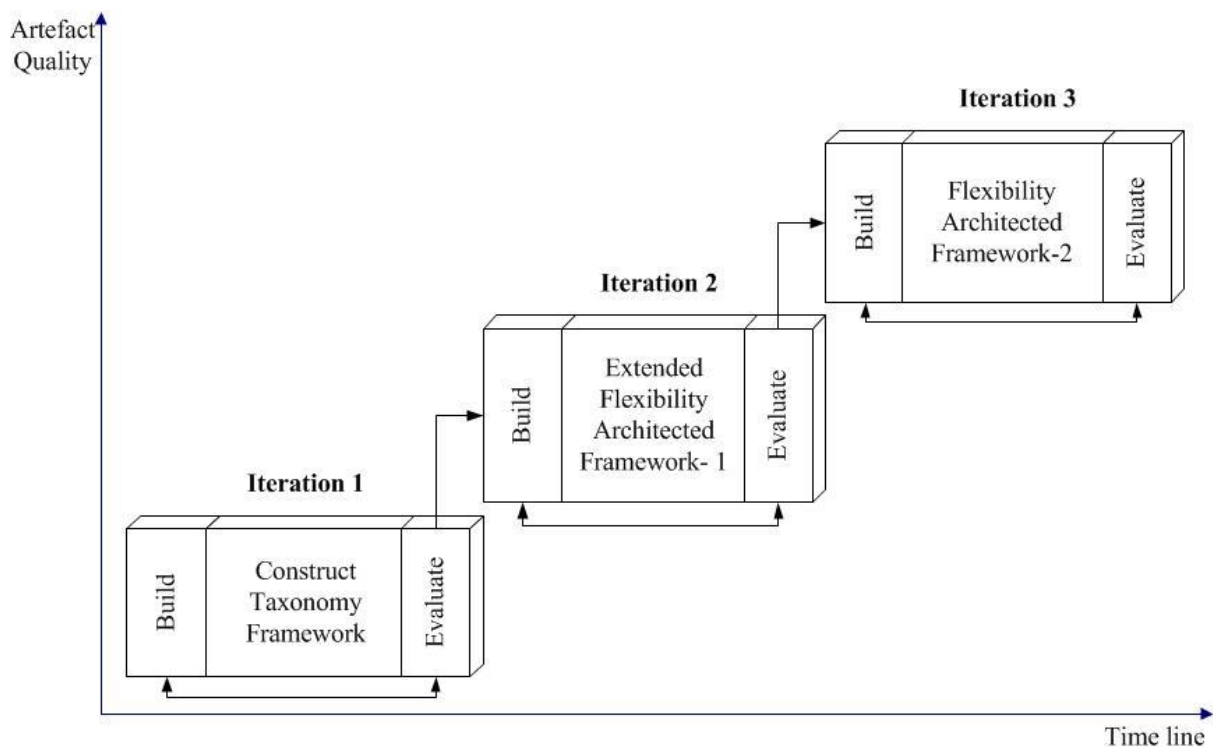 Artefact
Quality
Iteration 3
Build
Flexibility
Architected
Framework-2
Evaluate
Iteration 2
Build
Extended
Flexibility
Architected
Framework- 1
Evaluate
Iteration 1
Build
Construct
Taxonomy
Framework
Evaluate
Time line